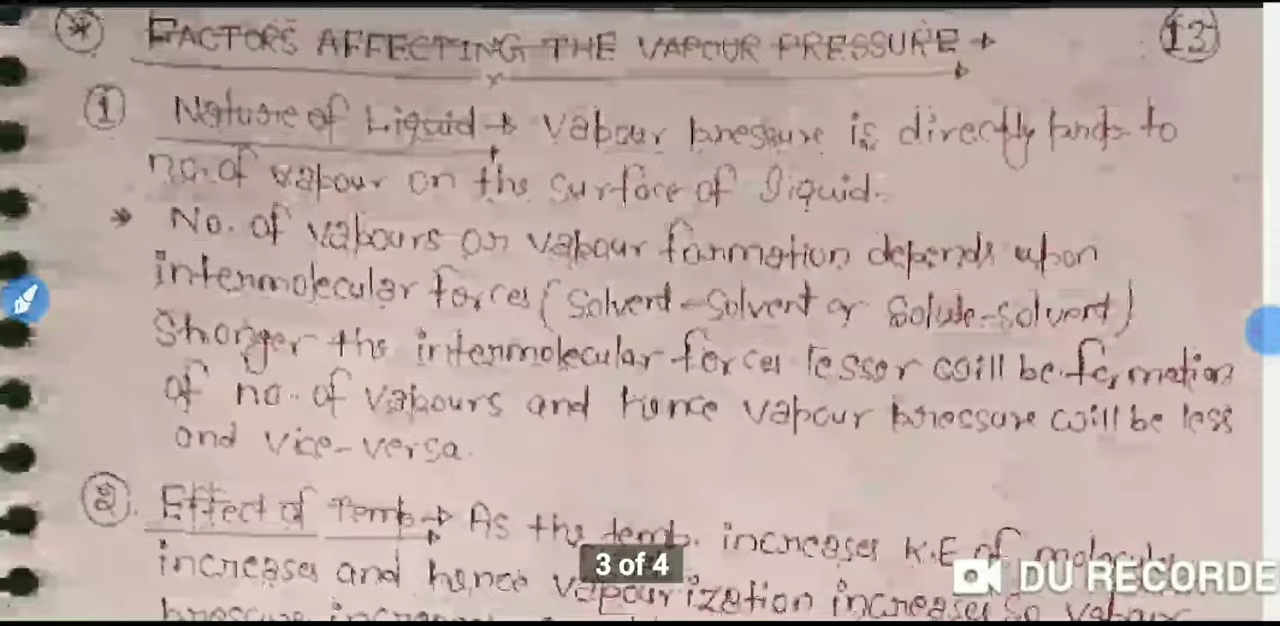 FACTORS AFFECTING THE VAPOUR PRESSURE → 13
① Nature of Liquid → Vapour pressure is directly to
no. of vapour on the surface of liquid.
* No. of vapours or vapour formation depends upon
intermolecular forces (Solvent-Solvent or Solute-solvent)
Stronger the intermolecular forces lesser will be formation
of no. of vapours and hence vapour pressure will be less
and vice-versa.
② Effect of Temp → As the temp. increases K.E of molecules
increases and hence vapourization increases so vapour
pressure increases
3 of 4
DU RECORDE